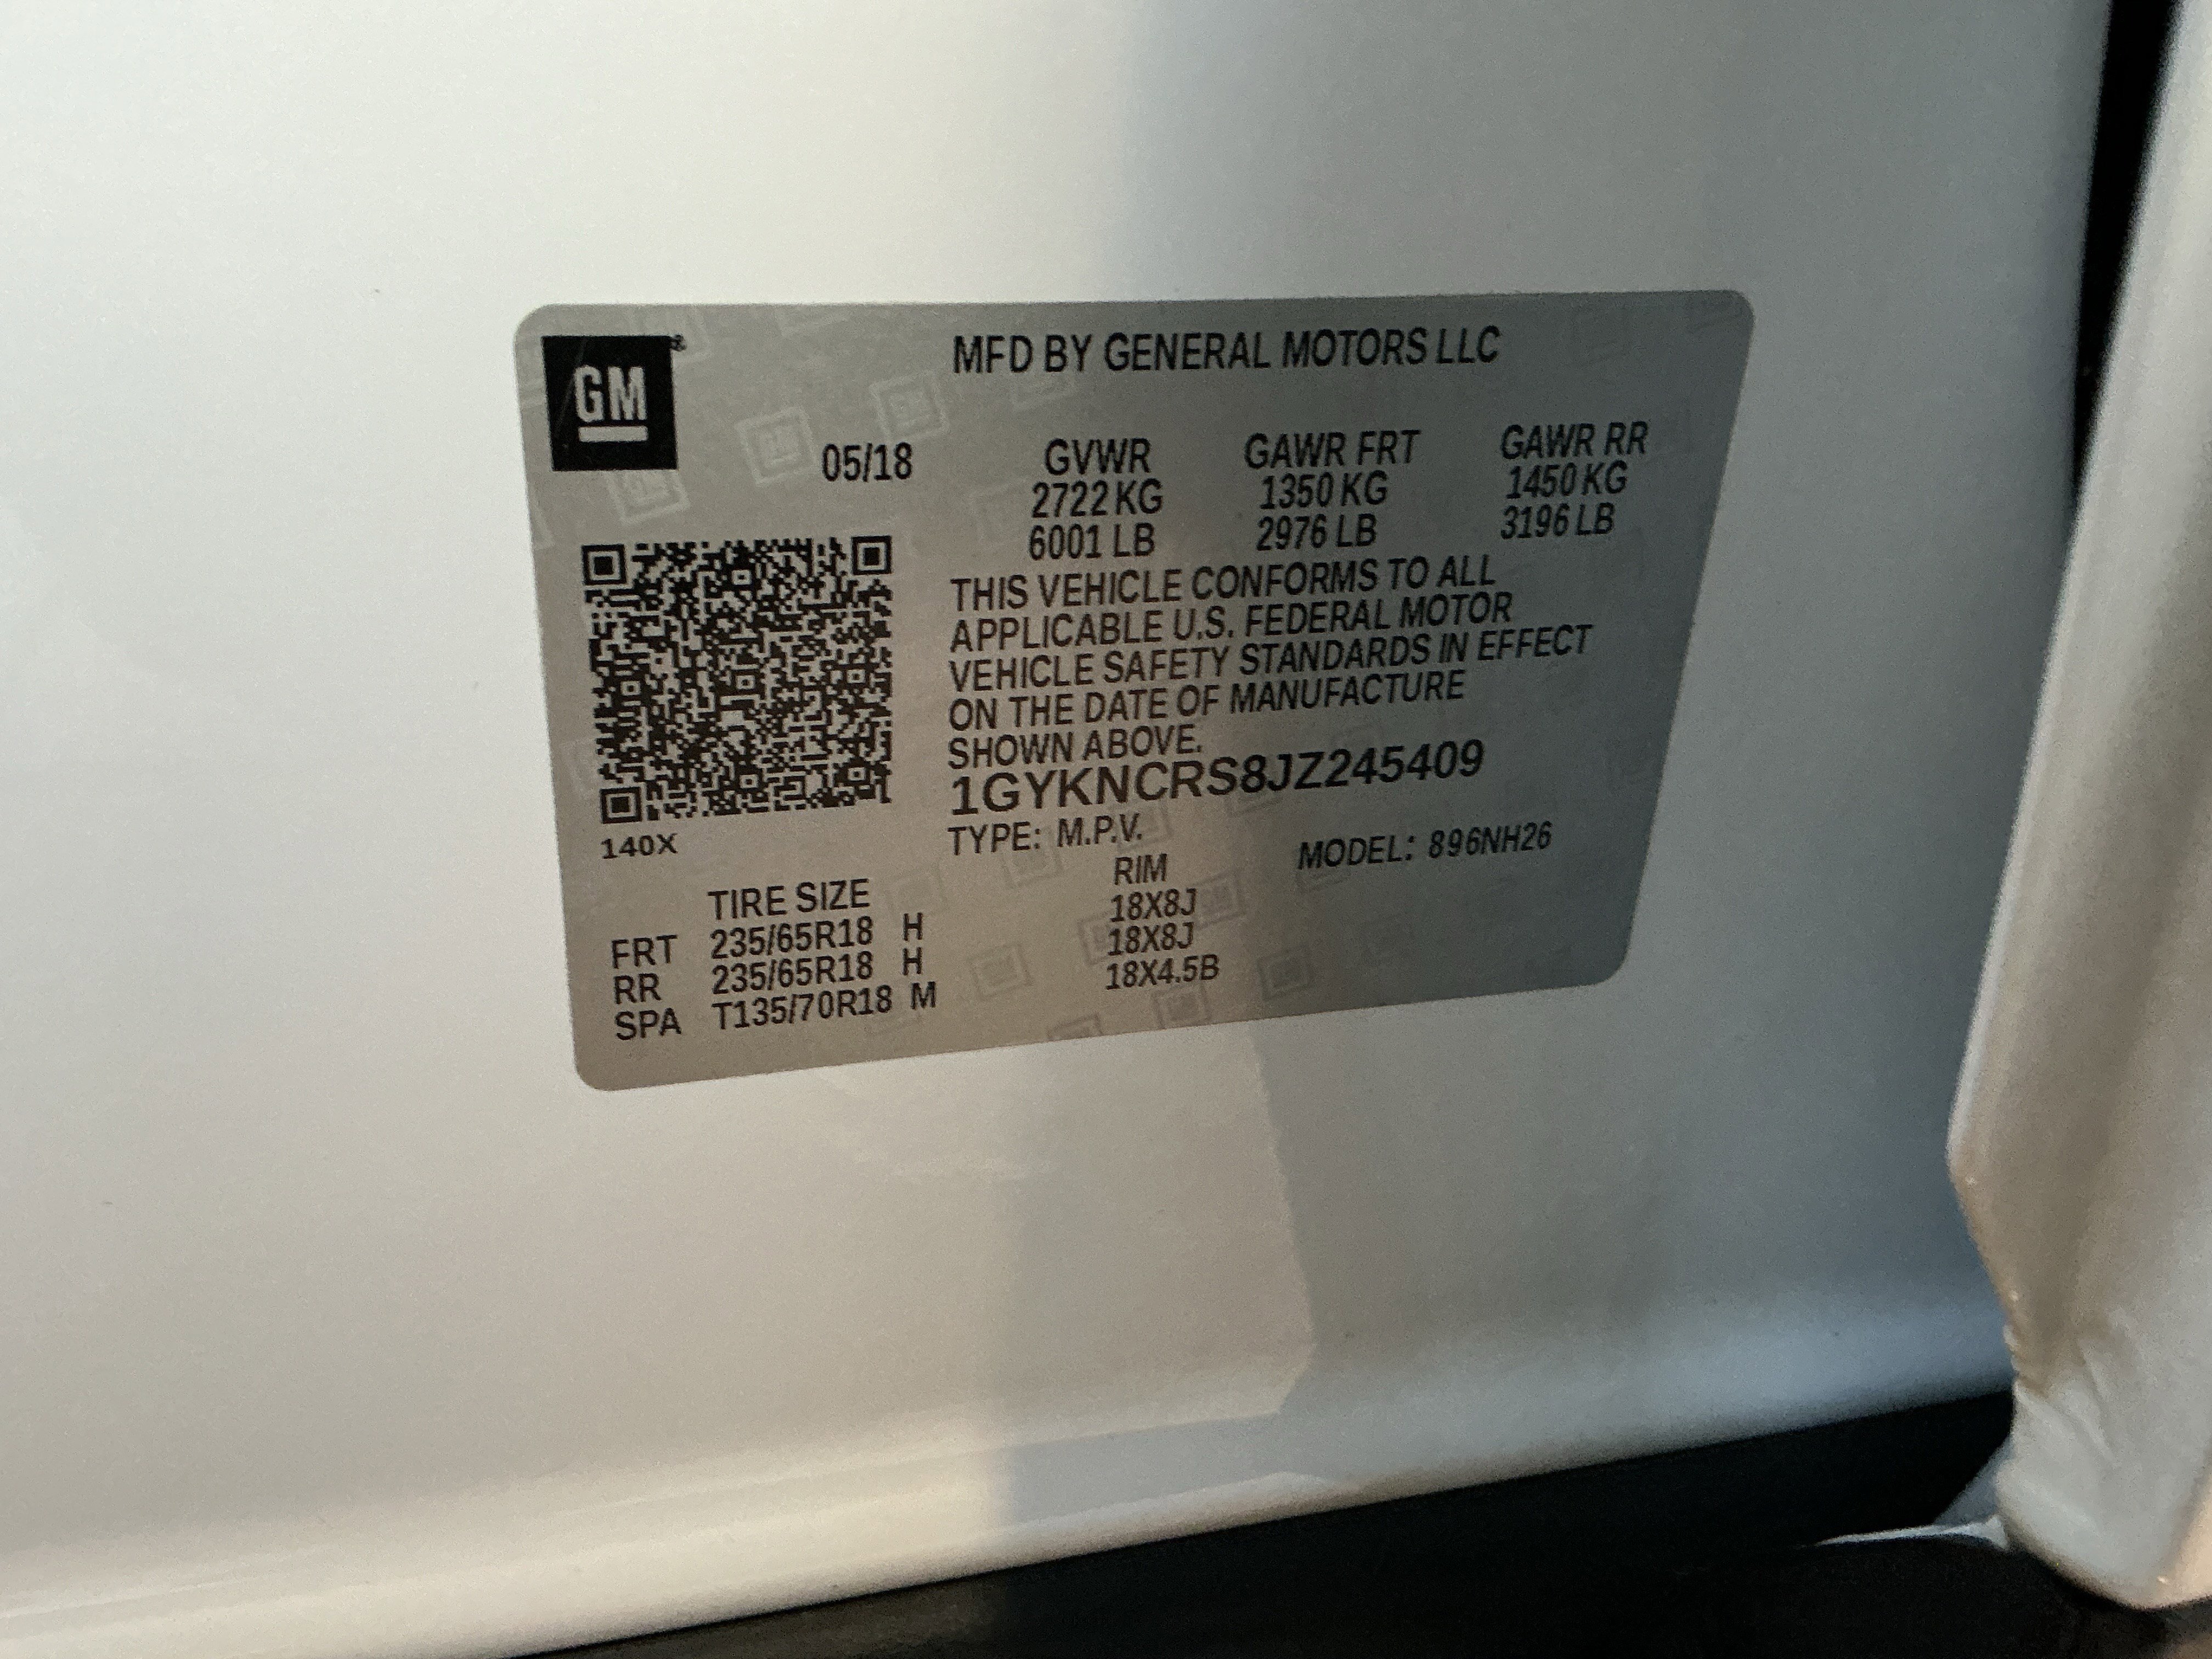 GM
MFD BY GENERAL MOTORS LLC
05/18 GVWR GAWR FRT GAWR RR
2722 KG 1350 KG 1450 KG
6001 LB 2976 LB 3196 LB
THIS VEHICLE CONFORMS TO ALL
APPLICABLE U.S. FEDERAL MOTOR
VEHICLE SAFETY STANDARDS IN EFFECT
ON THE DATE OF MANUFACTURE
SHOWN ABOVE.
1GYKNCRS8JZ245409
140X
TYPE: M.P.V. MODEL: 896NH26
TIRE SIZE RIM
FRT 235/65R18 H 18X8J
RR 235/65R18 H 18X8J
SPA T135/70R18 M 18X4.5B